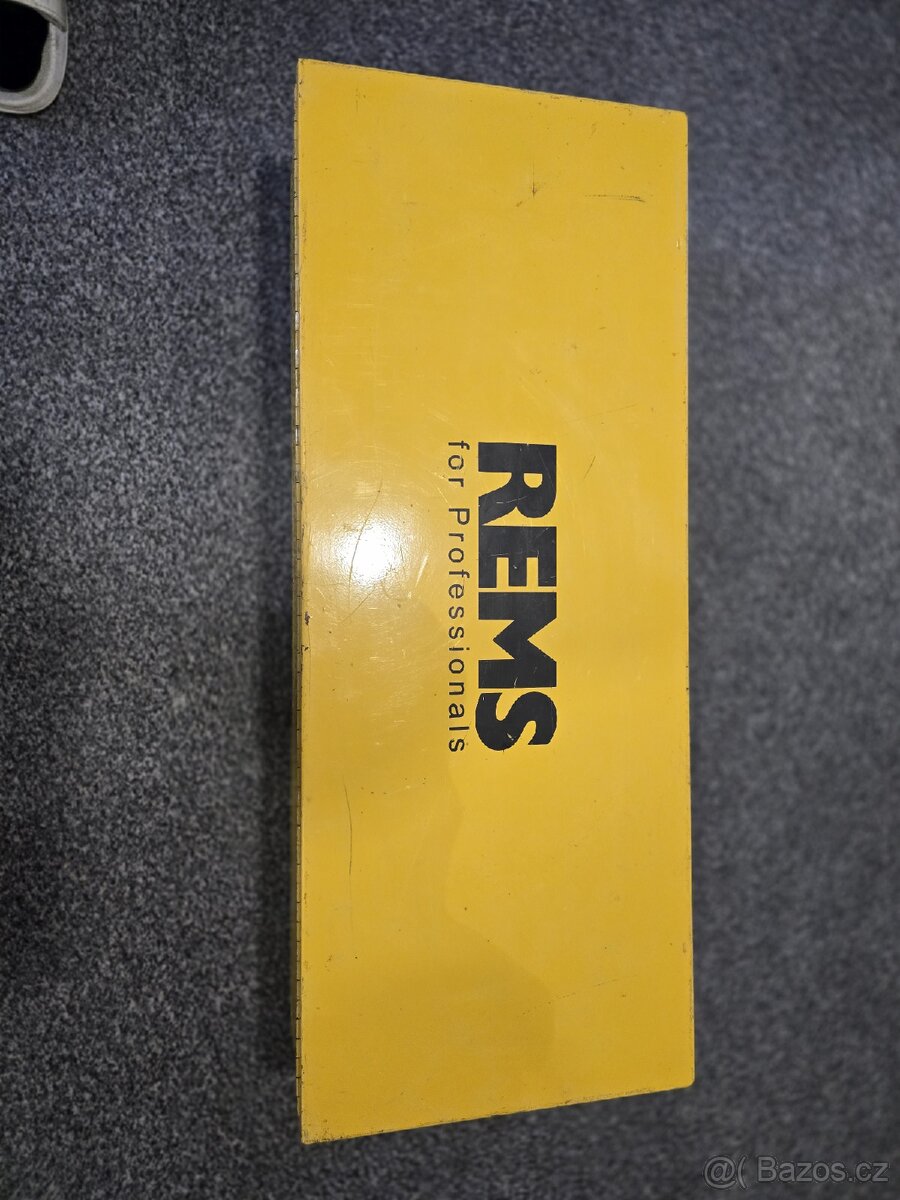 REMS
for Professionals
@( Bazos.cz